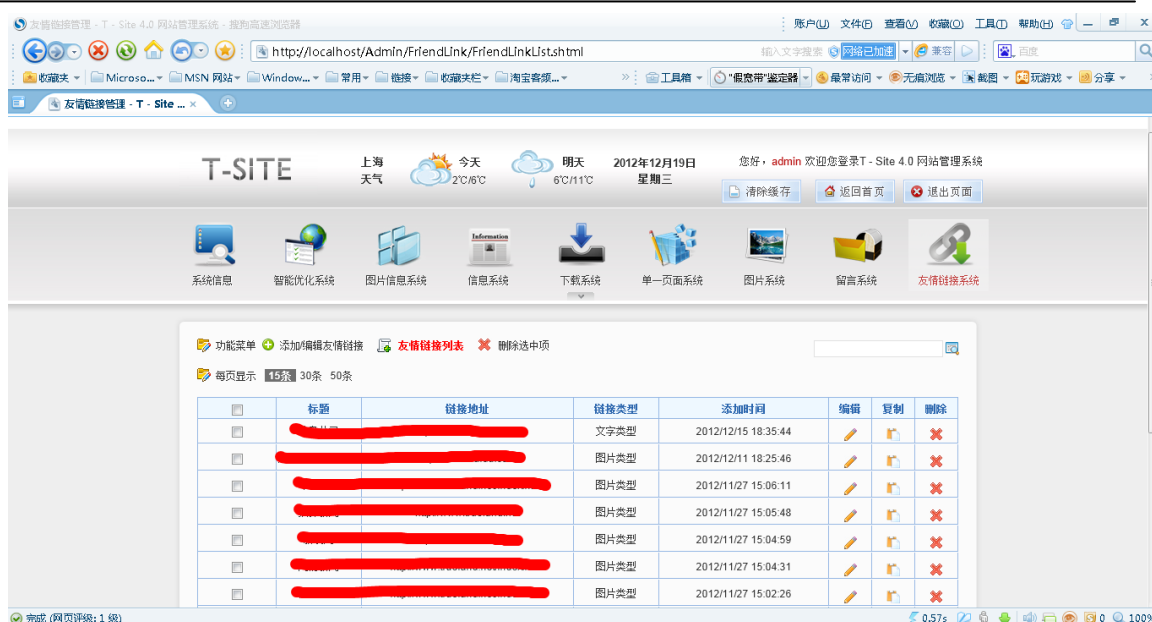 友情链接管理 - T - Site 4.0 网站管理系统 - 搜狗高速浏览器
账户(U) 文件(F) 查看(V) 收藏(O) 工具(T) 帮助(H)
http://localhost/Admin/FriendLink/FriendLinkList.shtml
输入文字搜索 网络已加速 兼容 百度
收藏夹 Microso... MSN 网站 Window... 常用 链接 收藏夹栏 淘宝客频... » 工具箱 "假宽带"鉴定器 最常访问 无痕浏览 截图 玩游戏 分享
友情链接管理 - T - Site ... ×
T-SITE
上海 今天 明天 2012年12月19日
天气 2℃/6℃ 6℃/11℃ 星期三
您好，admin 欢迎您登录T - Site 4.0 网站管理系统
清除缓存 返回首页 退出页面
系统信息 智能优化系统 图片信息系统 信息系统 下载系统 单一页面系统 图片系统 留言系统 友情链接系统
Information
功能菜单 添加/编辑友情链接 友情链接列表 删除选中项
每页显示 15条 30条 50条
标题 链接地址 链接类型 添加时间 编辑 复制 删除
文字类型 2012/12/15 18:35:44
图片类型 2012/12/11 18:25:46
图片类型 2012/11/27 15:06:11
图片类型 2012/11/27 15:05:48
图片类型 2012/11/27 15:04:59
图片类型 2012/11/27 15:04:31
图片类型 2012/11/27 15:02:26
完成 (网页评级: 1 级) 0.57s 0 100%